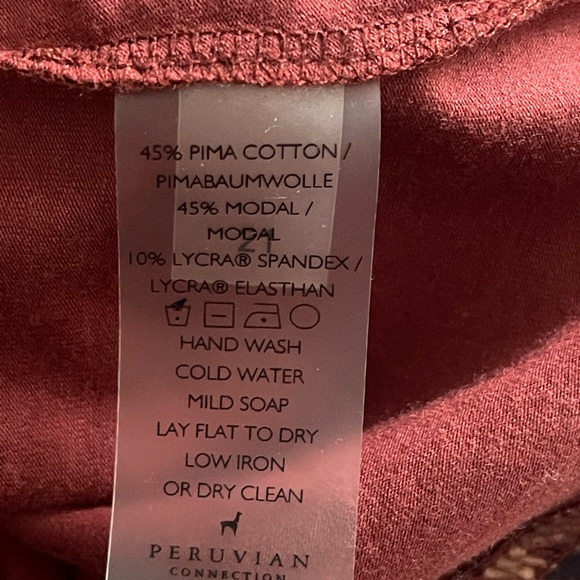 45% PIMA COTTON /
PIMABAUMWOLLE
45% MODAL /
MODAL
21
10% LYCRA® SPANDEX /
LYCRA® ELASTHAN
HAND WASH
COLD WATER
MILD SOAP
LAY FLAT TO DRY
LOW IRON
OR DRY CLEAN
PERUVIAN
CONNECTION